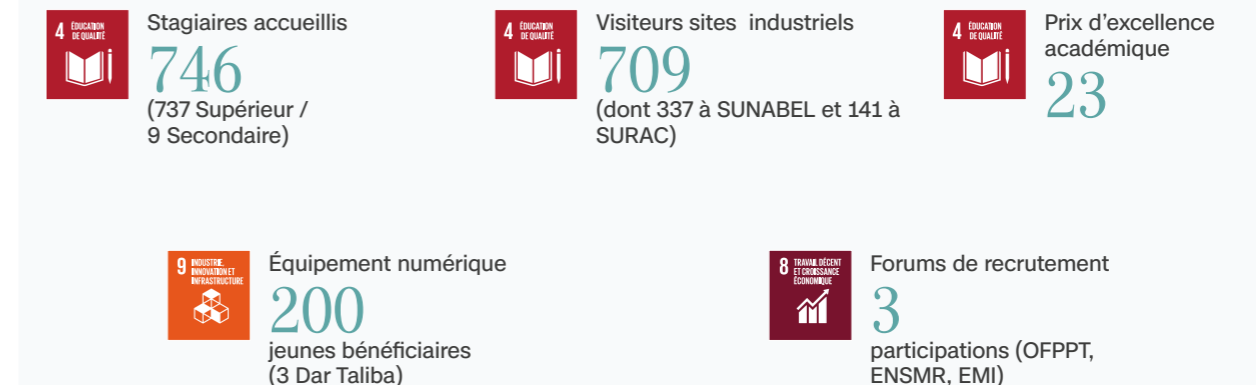 4 ÉDUCATION
DE QUALITÉ
Stagiaires accueillis
746
(737 Supérieur /
9 Secondaire)
4 ÉDUCATION
DE QUALITÉ
Visiteurs sites industriels
709
(dont 337 à SUNABEL et 141 à
SURAC)
4 ÉDUCATION
DE QUALITÉ
Prix d’excellence
académique
23
9 INDUSTRIE,
INNOVATION ET
INFRASTRUCTURE
Équipement numérique
200
jeunes bénéficiaires
(3 Dar Taliba)
8 TRAVAIL DÉCENT
ET CROISSANCE
ÉCONOMIQUE
Forums de recrutement
3
participations (OFPPT,
ENSMR, EMI)